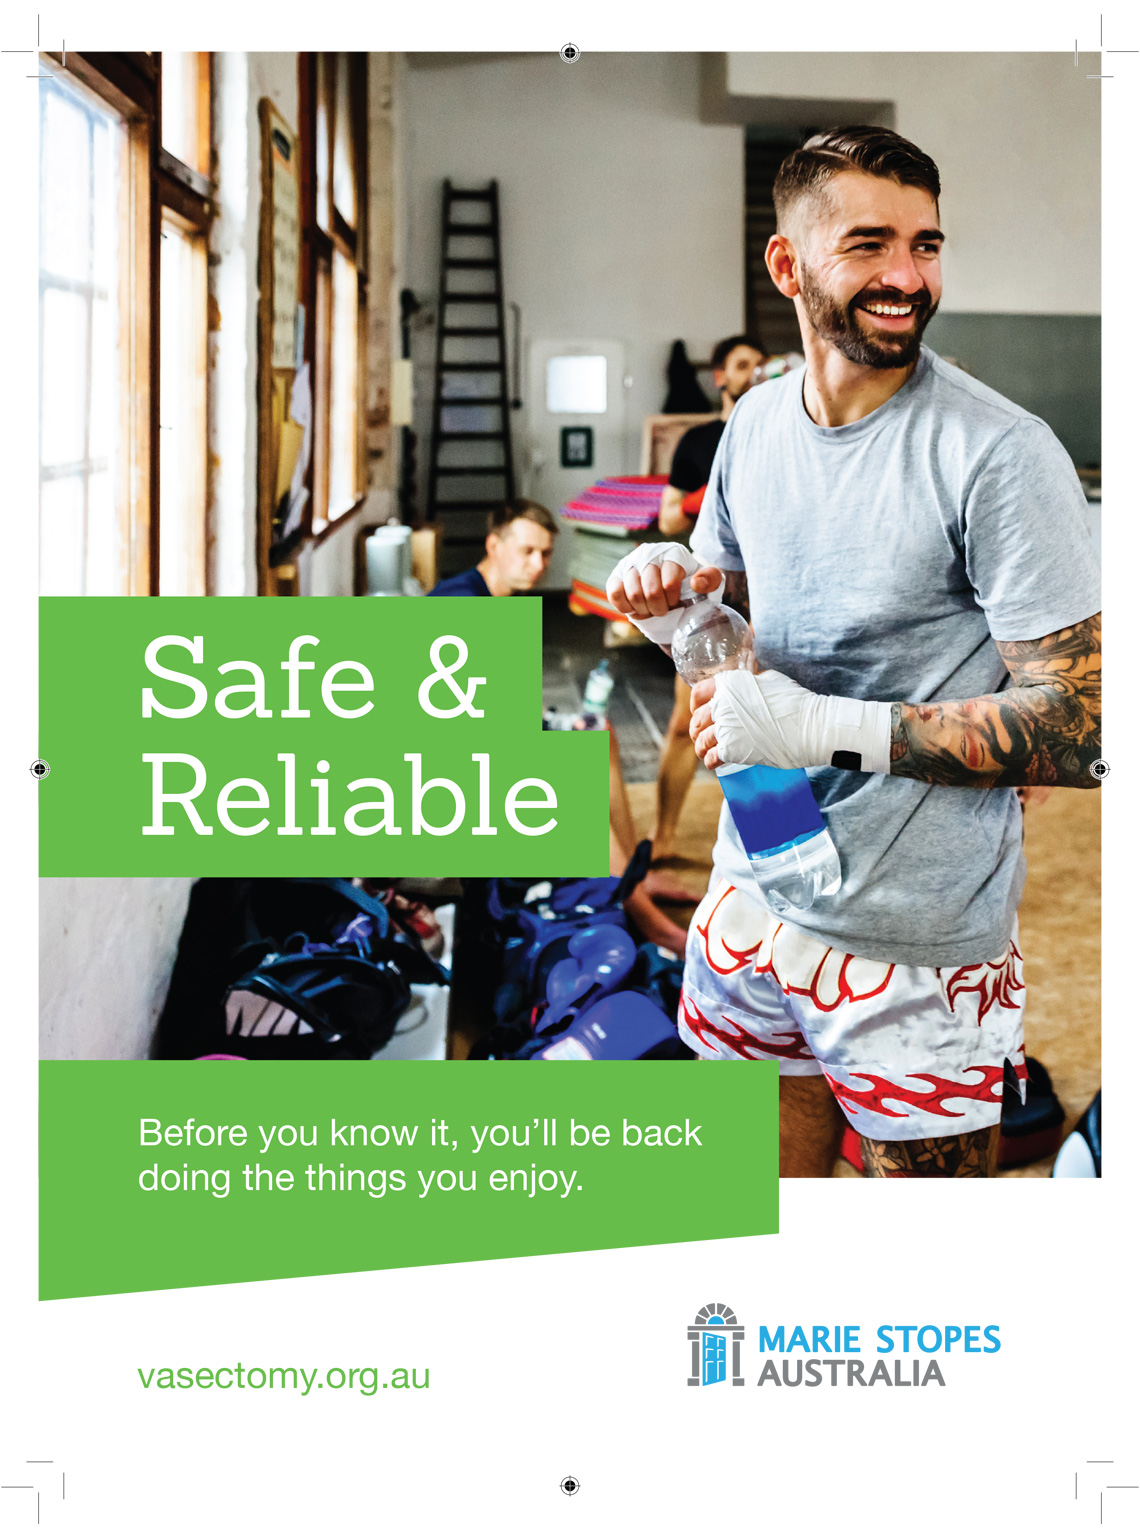 Safe &
Reliable
Before you know it, you’ll be back
doing the things you enjoy.
vasectomy.org.au
MARIE STOPES
AUSTRALIA